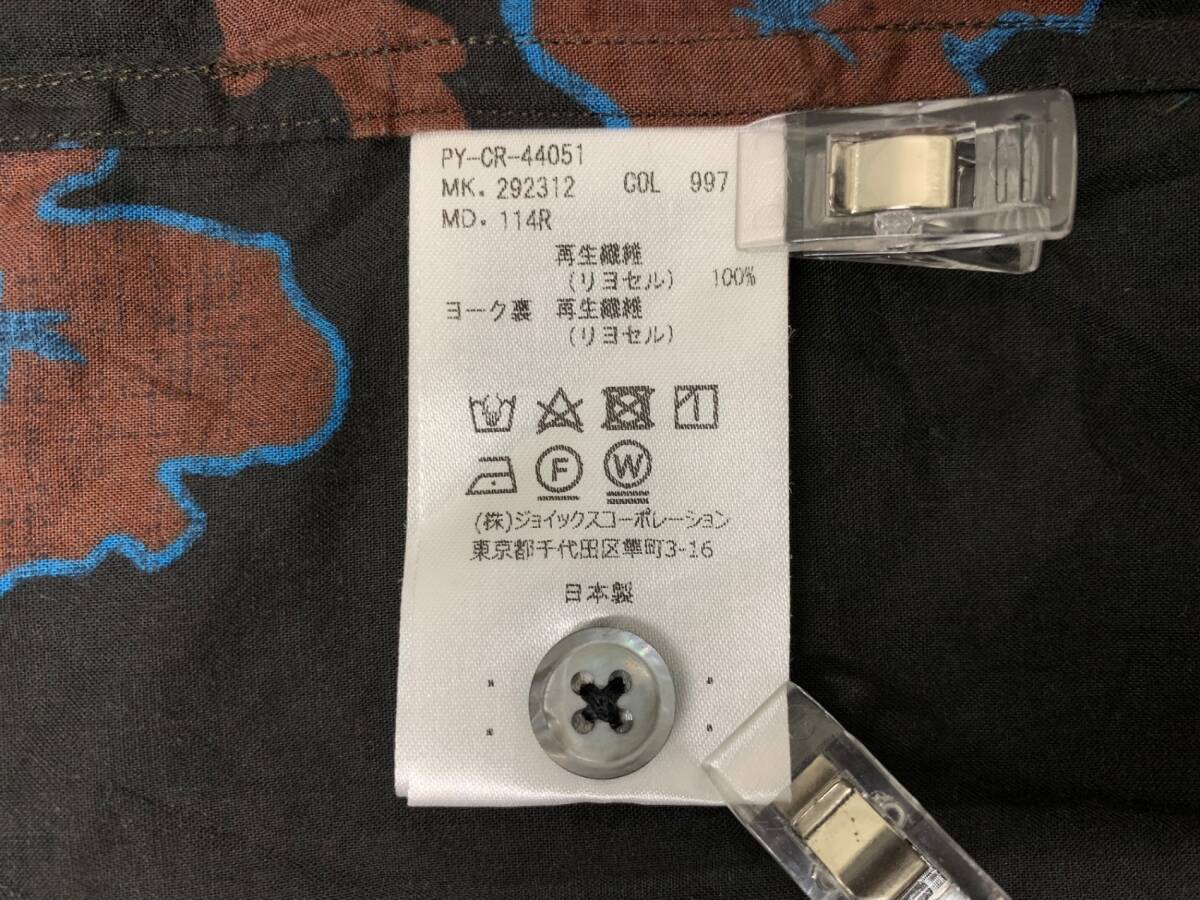 PY-CR-44051
MK. 292312 COL 997
MD. 114R
再生繊維
(リヨセル) 100%
ヨーク裏 再生繊維
(リヨセル)
F W
(株)ジョイックスコーポレーション
東京都千代田区隼町3-16
日本製